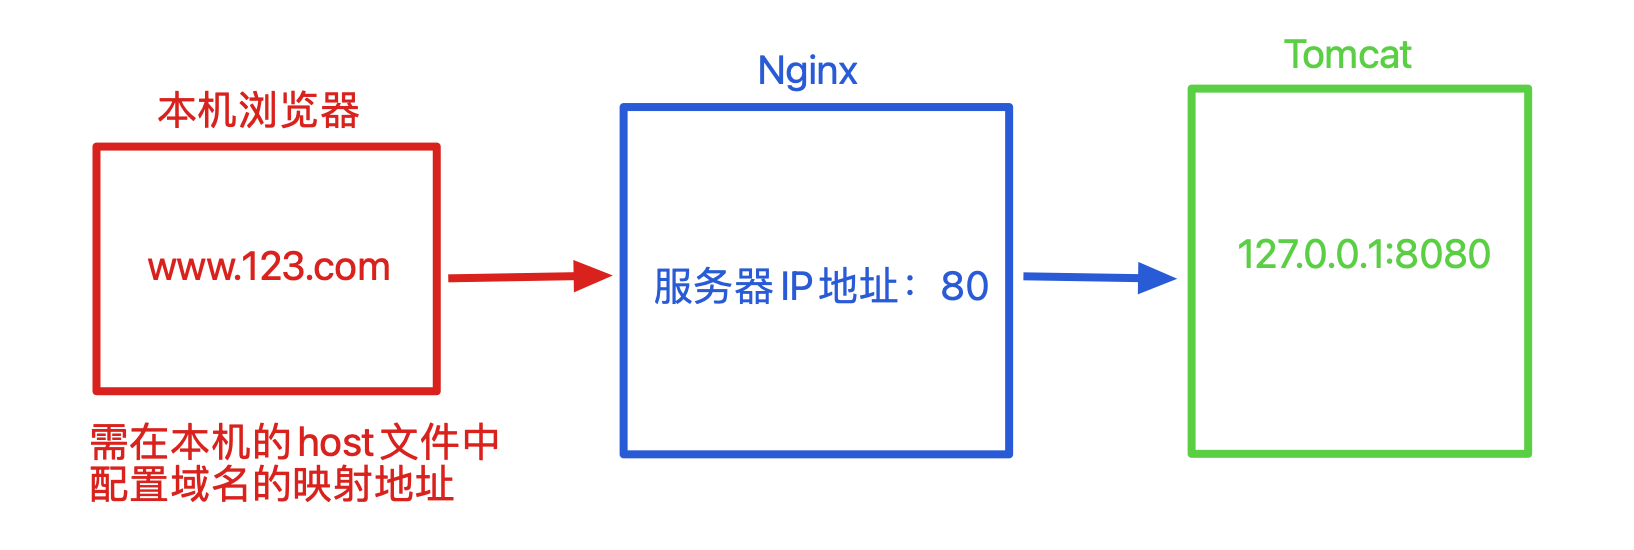 本机浏览器
www.123.com
需在本机的host文件中
配置域名的映射地址
Nginx
服务器IP地址：80
Tomcat
127.0.0.1:8080